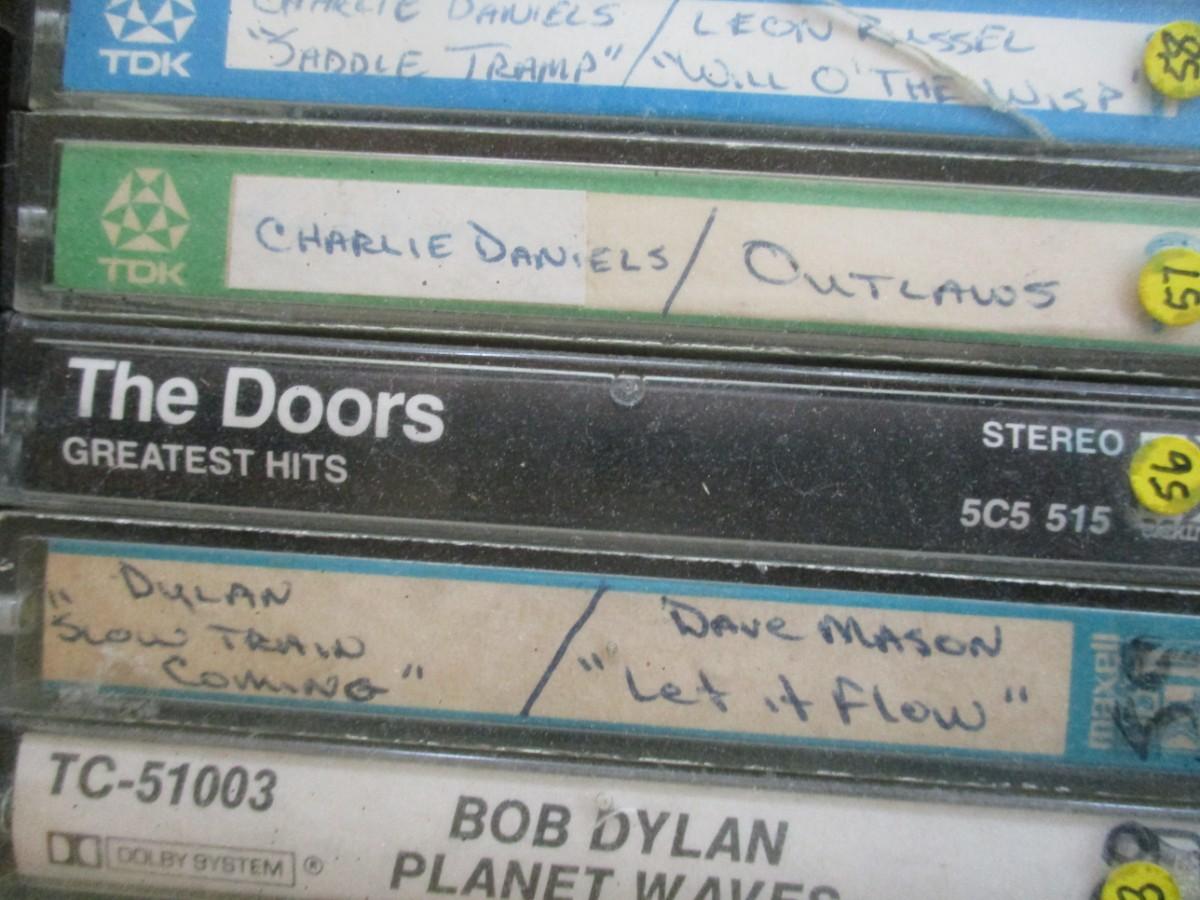 TDK
CHARLIE DANIELS / LEON RUSSEL
"SADDLE TRAMP" / "WILL O' THE WISP"
58
TDK
CHARLIE DANIELS / OUTLAWS
57
The Doors
GREATEST HITS
STEREO
5C5 515
56
" DYLAN
SLOW TRAIN
COMING "
/ Dave MASON
" Let it Flow "
maxell
TC-51003
DOLBY SYSTEM ®
BOB DYLAN
PLANET WAVES